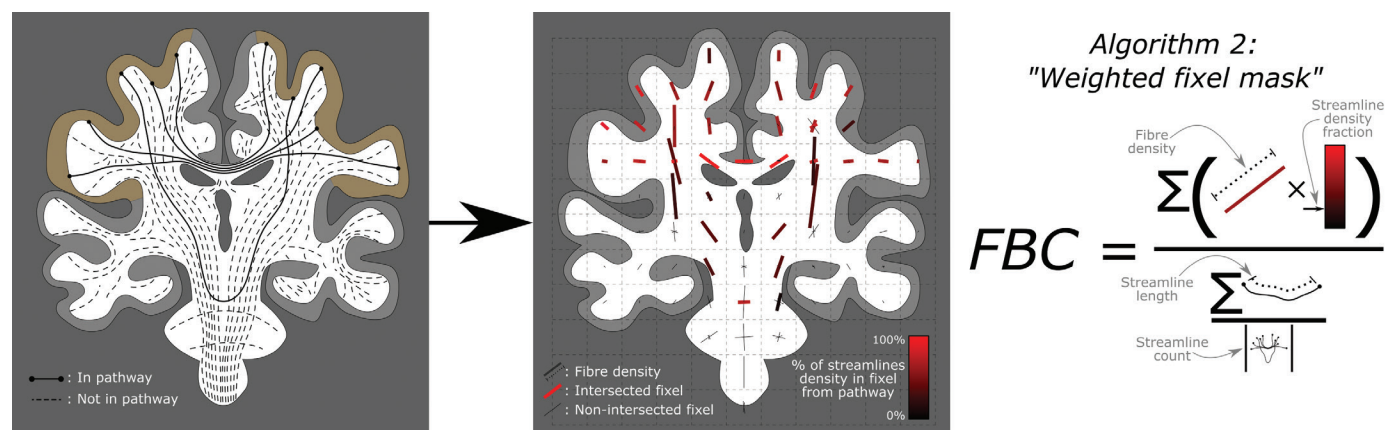 : In pathway
: Not in pathway
: Fibre density
: Intersected fixel
: Non-intersected fixel
100%
% of streamlines
density in fixel
from pathway
0%
Algorithm 2:
"Weighted fixel mask"
Streamline
density
fraction
Fibre
density
Σ( × )
FBC =
Streamline
length
Σ
Streamline
count